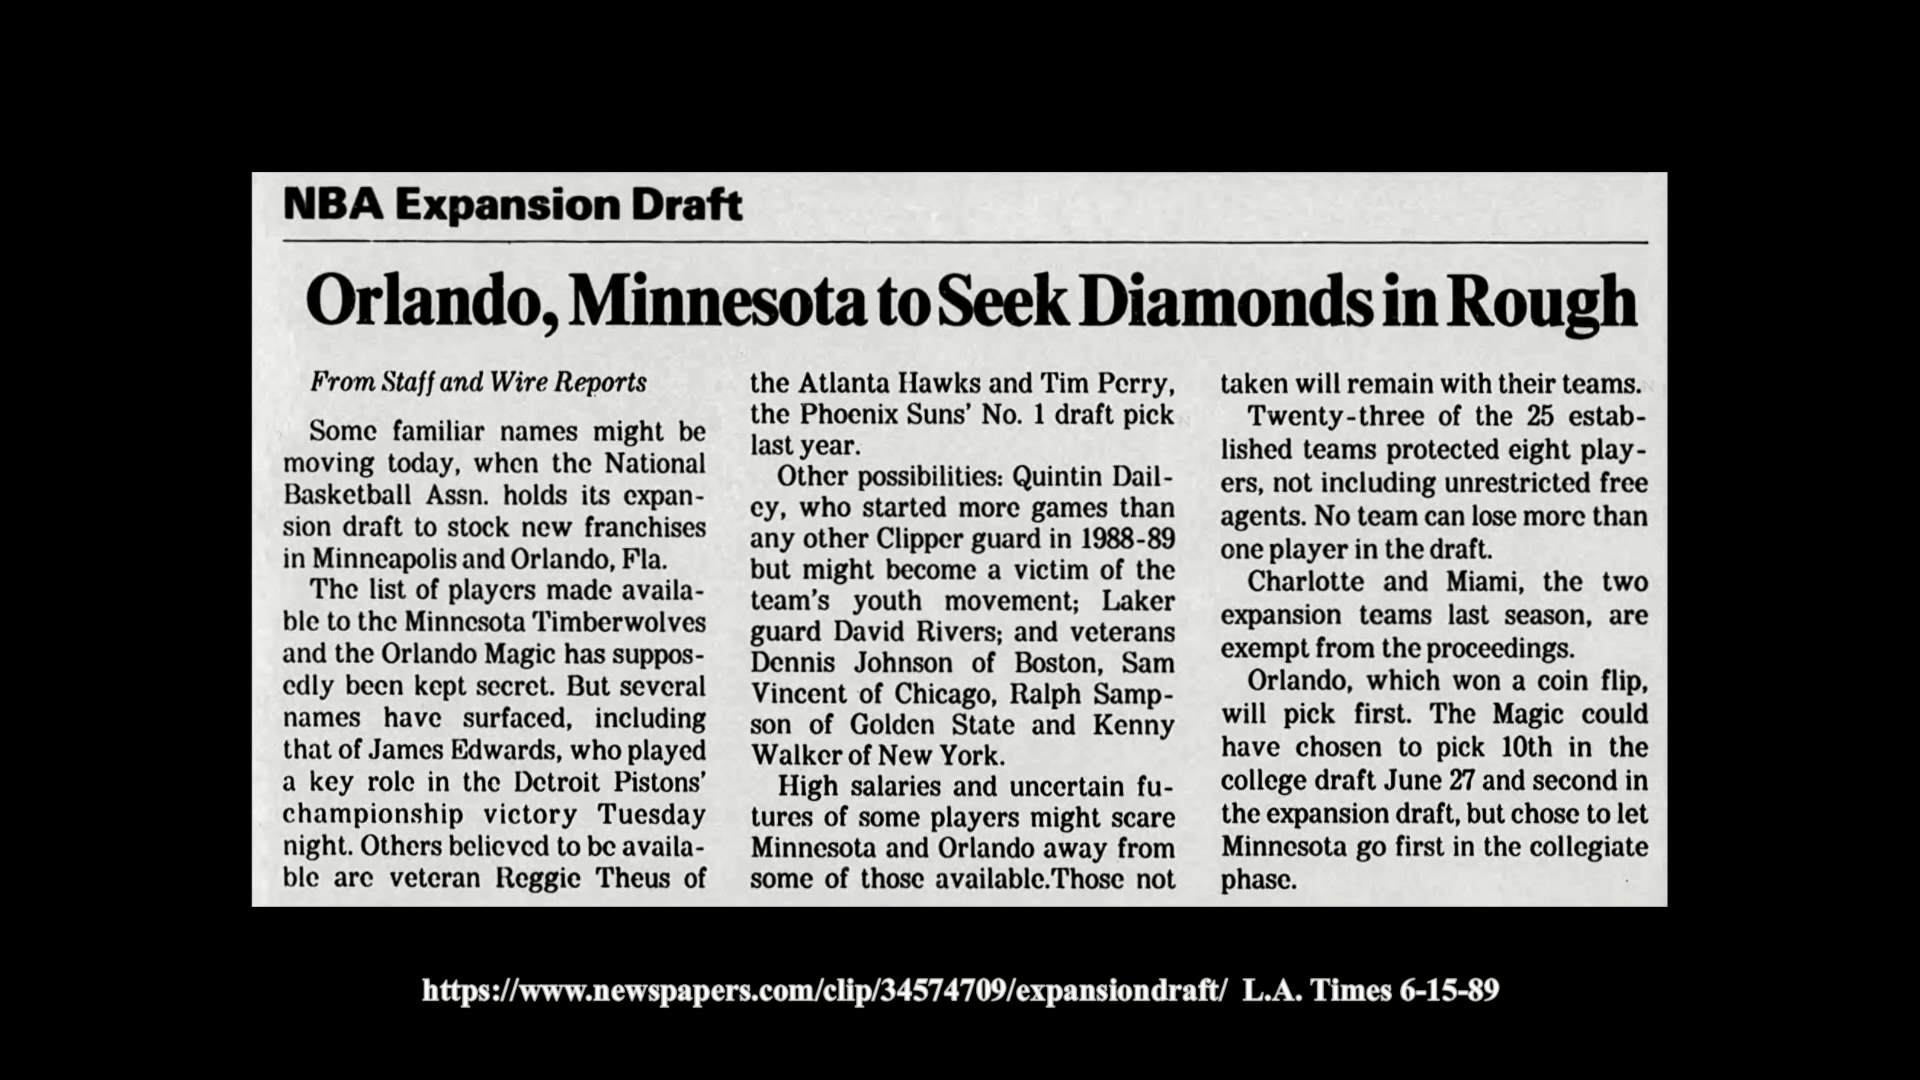 NBA Expansion Draft
Orlando, Minnesota to Seek Diamonds in Rough
From Staff and Wire Reports
Some familiar names might be
moving today, when the National
Basketball Assn. holds its expan-
sion draft to stock new franchises
in Minneapolis and Orlando, Fla.
The list of players made availa-
ble to the Minnesota Timberwolves
and the Orlando Magic has suppos-
edly been kept secret. But several
names have surfaced, including
that of James Edwards, who played
a key role in the Detroit Pistons'
championship victory Tuesday
night. Others believed to be availa-
ble are veteran Reggie Theus of
the Atlanta Hawks and Tim Perry,
the Phoenix Suns' No. 1 draft pick
last year.
Other possibilities: Quintin Dail-
ey, who started more games than
any other Clipper guard in 1988-89
but might become a victim of the
team's youth movement; Laker
guard David Rivers; and veterans
Dennis Johnson of Boston, Sam
Vincent of Chicago, Ralph Samp-
son of Golden State and Kenny
Walker of New York.
High salaries and uncertain fu-
tures of some players might scare
Minnesota and Orlando away from
some of those available.Those not
taken will remain with their teams.
Twenty-three of the 25 estab-
lished teams protected eight play-
ers, not including unrestricted free
agents. No team can lose more than
one player in the draft.
Charlotte and Miami, the two
expansion teams last season, are
exempt from the proceedings.
Orlando, which won a coin flip,
will pick first. The Magic could
have chosen to pick 10th in the
college draft June 27 and second in
the expansion draft, but chose to let
Minnesota go first in the collegiate
phase.
https://www.newspapers.com/clip/34574709/expansiondraft/ L.A. Times 6-15-89